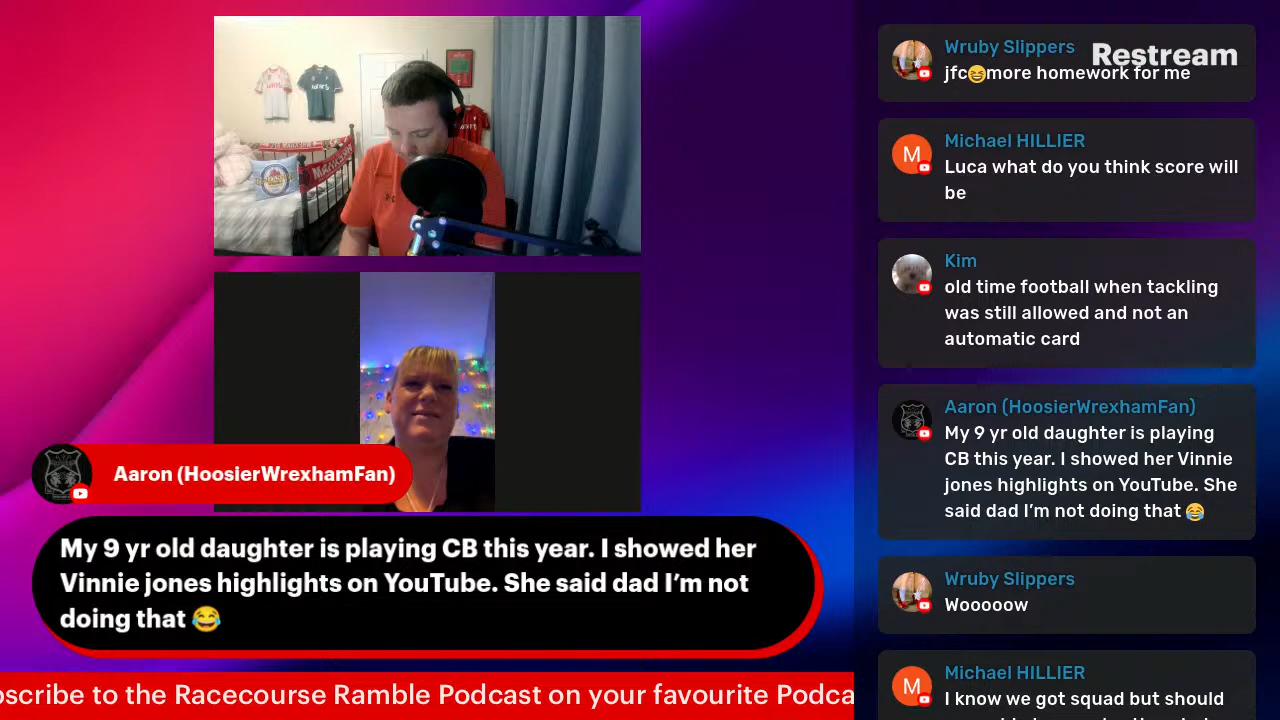 Wruby Slippers
Restream
jfc😆more homework for me
M
Michael HILLIER
Luca what do you think score will
be
Kim
old time football when tackling
was still allowed and not an
automatic card
Aaron (HoosierWrexhamFan)
My 9 yr old daughter is playing
CB this year. I showed her Vinnie
jones highlights on YouTube. She
said dad I’m not doing that 😂
Wruby Slippers
Wooooow
M
Michael HILLIER
I know we got squad but should
Aaron (HoosierWrexhamFan)
My 9 yr old daughter is playing CB this year. I showed her
Vinnie jones highlights on YouTube. She said dad I’m not
doing that 😂
bscribe to the Racecourse Ramble Podcast on your favourite Podca